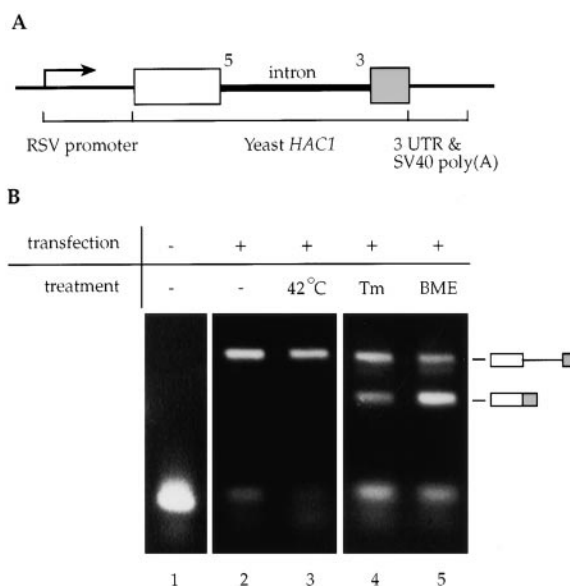 A
5 3
intron
RSV promoter Yeast HAC1 3 UTR &
SV40 poly(A)
B
transfection - + + + +
treatment - - 42°C Tm BME
1 2 3 4 5